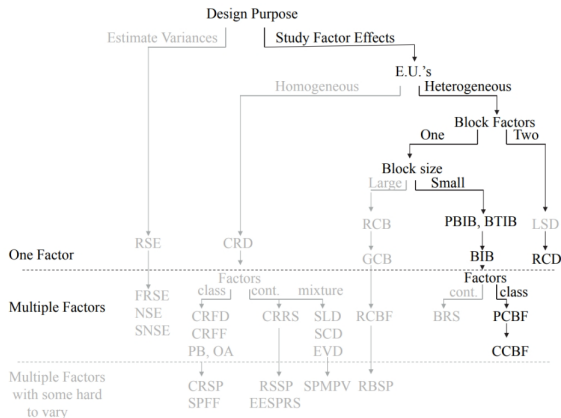 Design Purpose
Estimate Variances
Study Factor Effects
E.U.'s
Homogeneous
Heterogeneous
Block Factors
One
Two
Block size
Large
Small
RCB
PBIB, BTIB
LSD
RSE
CRD
GCB
BIB
RCD
One Factor
Factors
Factors
class
cont.
mixture
cont.
class
Multiple Factors
FRSE
NSE
SNSE
CRFD
CRFF
PB, OA
CRRS
SLD
SCD
EVD
RCBF
BRS
PCBF
CCBF
Multiple Factors
with some hard
to vary
CRSP
SPFF
RSSP
EESPRS
SPMPV
RBSP